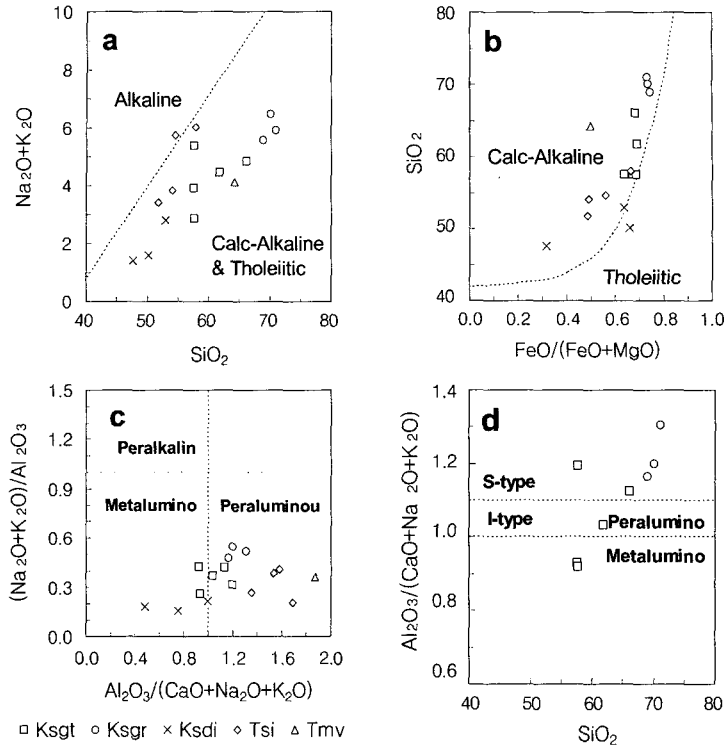 a
Alkaline
Calc-Alkaline
& Tholeiitic
Na₂O+K₂O
10
8
6
4
2
0
40 50 60 70 80
SiO₂
b
Calc-Alkaline
Tholeiitic
SiO₂
80
70
60
50
40
0.0 0.2 0.4 0.6 0.8 1.0
FeO/(FeO+MgO)
c
Peralkalin
Metalumino
Peraluminou
(Na₂O+K₂O)/Al₂O₃
1.5
1.2
0.9
0.6
0.3
0.0
0.0 0.4 0.8 1.2 1.6 2.0
Al₂O₃/(CaO+Na₂O+K₂O)
d
S-type
I-type
Peralumino
Metalumino
Al₂O₃/(CaO+Na ₂O+K₂O)
1.4
1.2
1.0
0.8
0.6
40 50 60 70 80
SiO₂
□ Ksgt ○ Ksgr × Ksdi ◇ Tsi △ Tmv